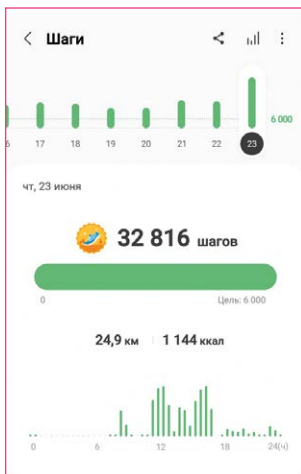 Шаги
6 000
6 17 18 19 20 21 22 23
чт, 23 июня
32 816 шагов
0 Цель: 6 000
24,9 км 1 144 ккал
0 6 12 18 24(ч)